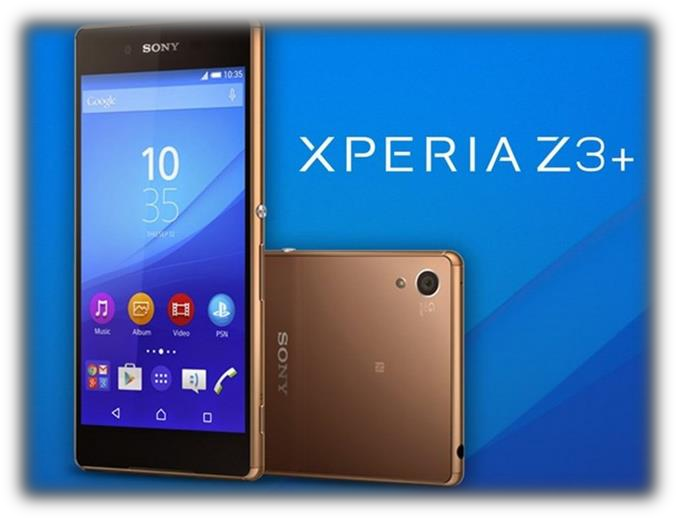 SONY
10:35
Google
XPERIA Z3+
10
35
Music
Album
Video
PSN
SONY